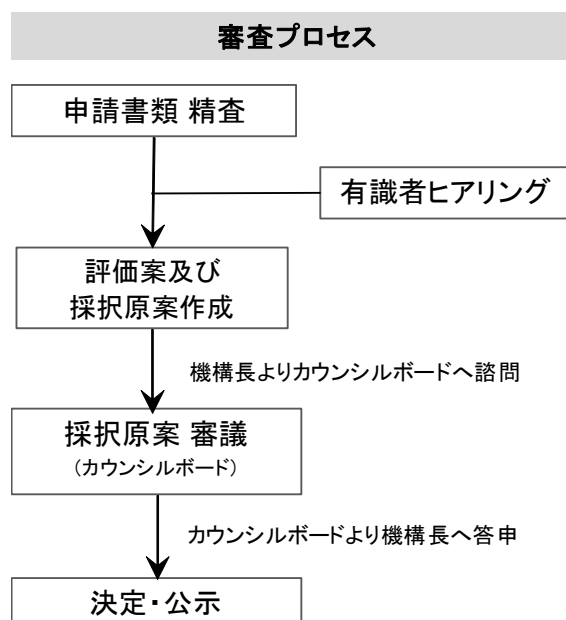 審査プロセス
申請書類 精査
有識者ヒアリング
評価案及び
採択原案作成
機構長よりカウンシルボードへ諮問
採択原案 審議
(カウンシルボード)
カウンシルボードより機構長へ答申
決定・公示